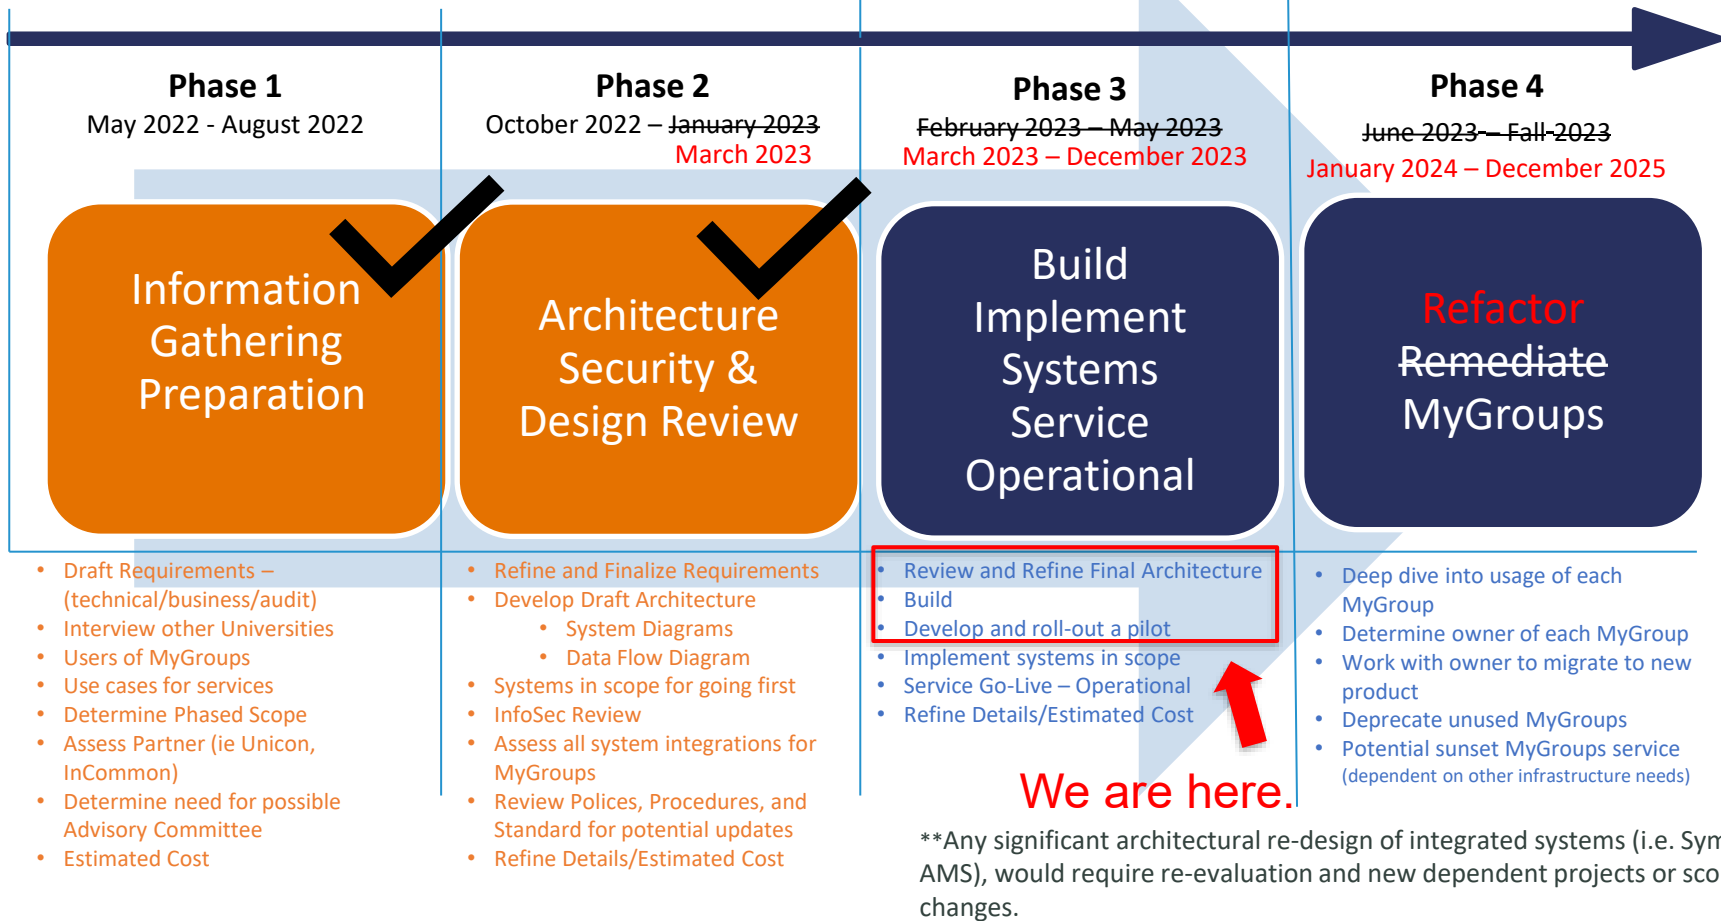 Phase 1
May 2022 - August 2022
Information
Gathering
Preparation
• Draft Requirements –
(technical/business/audit)
• Interview other Universities
• Users of MyGroups
• Use cases for services
• Determine Phased Scope
• Assess Partner (ie Unicon,
InCommon)
• Determine need for possible
Advisory Committee
• Estimated Cost
Phase 2
October 2022 – January 2023
March 2023
Architecture
Security &
Design Review
• Refine and Finalize Requirements
• Develop Draft Architecture
• System Diagrams
• Data Flow Diagram
• Systems in scope for going first
• InfoSec Review
• Assess all system integrations for
MyGroups
• Review Polices, Procedures, and
Standard for potential updates
• Refine Details/Estimated Cost
Phase 3
February 2023 – May 2023
March 2023 – December 2023
Build
Implement
Systems
Service
Operational
• Review and Refine Final Architecture
• Build
• Develop and roll-out a pilot
• Implement systems in scope
• Service Go-Live – Operational
• Refine Details/Estimated Cost
We are here.
Phase 4
June 2023 – Fall 2023
January 2024 – December 2025
Refactor
Remediate
MyGroups
• Deep dive into usage of each
MyGroup
• Determine owner of each MyGroup
• Work with owner to migrate to new
product
• Deprecate unused MyGroups
• Potential sunset MyGroups service
(dependent on other infrastructure needs)
**Any significant architectural re-design of integrated systems (i.e.
AMS), would require re-evaluation and new dependent projects or
changes.